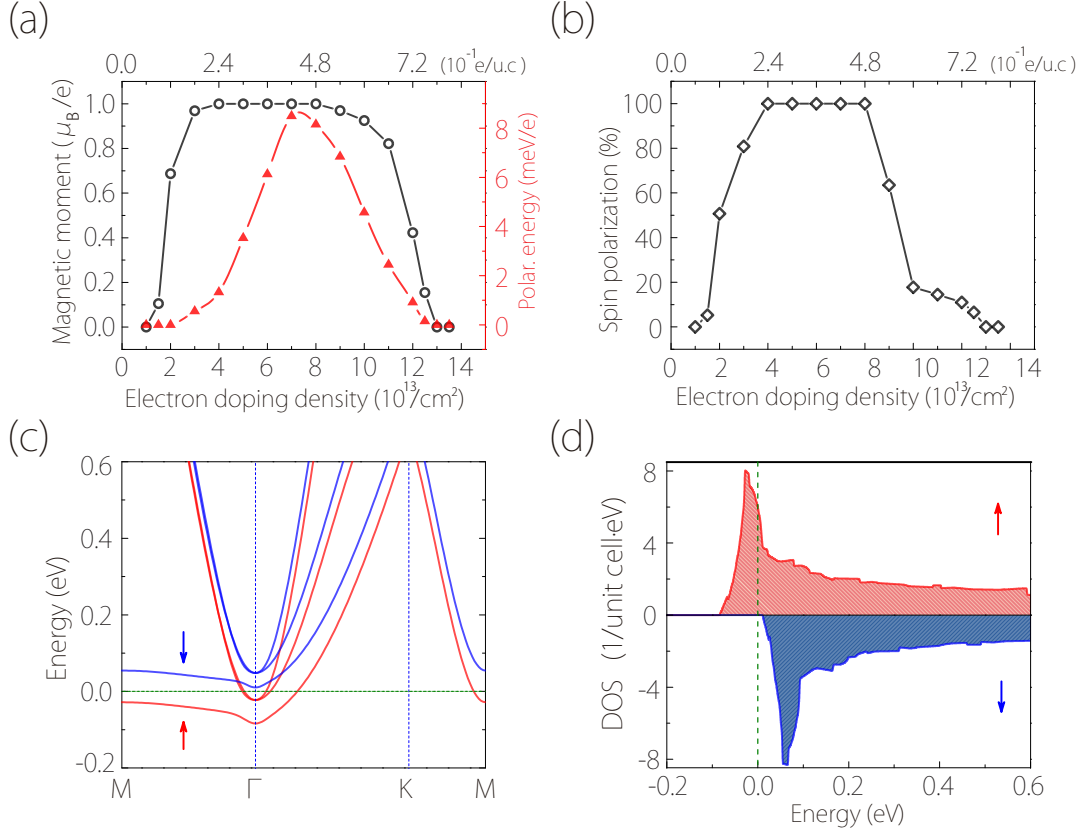 (a)
0.0 2.4 4.8 7.2 (10⁻¹ e/u.c)
1.0
0.8
0.6
0.4
0.2
0.0
Magnetic moment ( μB /e)
8
6
4
2
0
Polar. energy (meV/e)
0 2 4 6 8 10 12 14
Electron doping density (10¹³/cm²)
(b)
0.0 2.4 4.8 7.2 (10⁻¹ e/u.c)
100
80
60
40
20
0
Spin polarization (%)
0 2 4 6 8 10 12 14
Electron doping density (10¹³/cm²)
(c)
0.6
0.4
0.2
0.0
-0.2
Energy (eV)
M Γ K M
(d)
8
4
0
-4
-8
DOS (1/unit cell·eV)
-0.2 0.0 0.2 0.4 0.6
Energy (eV)